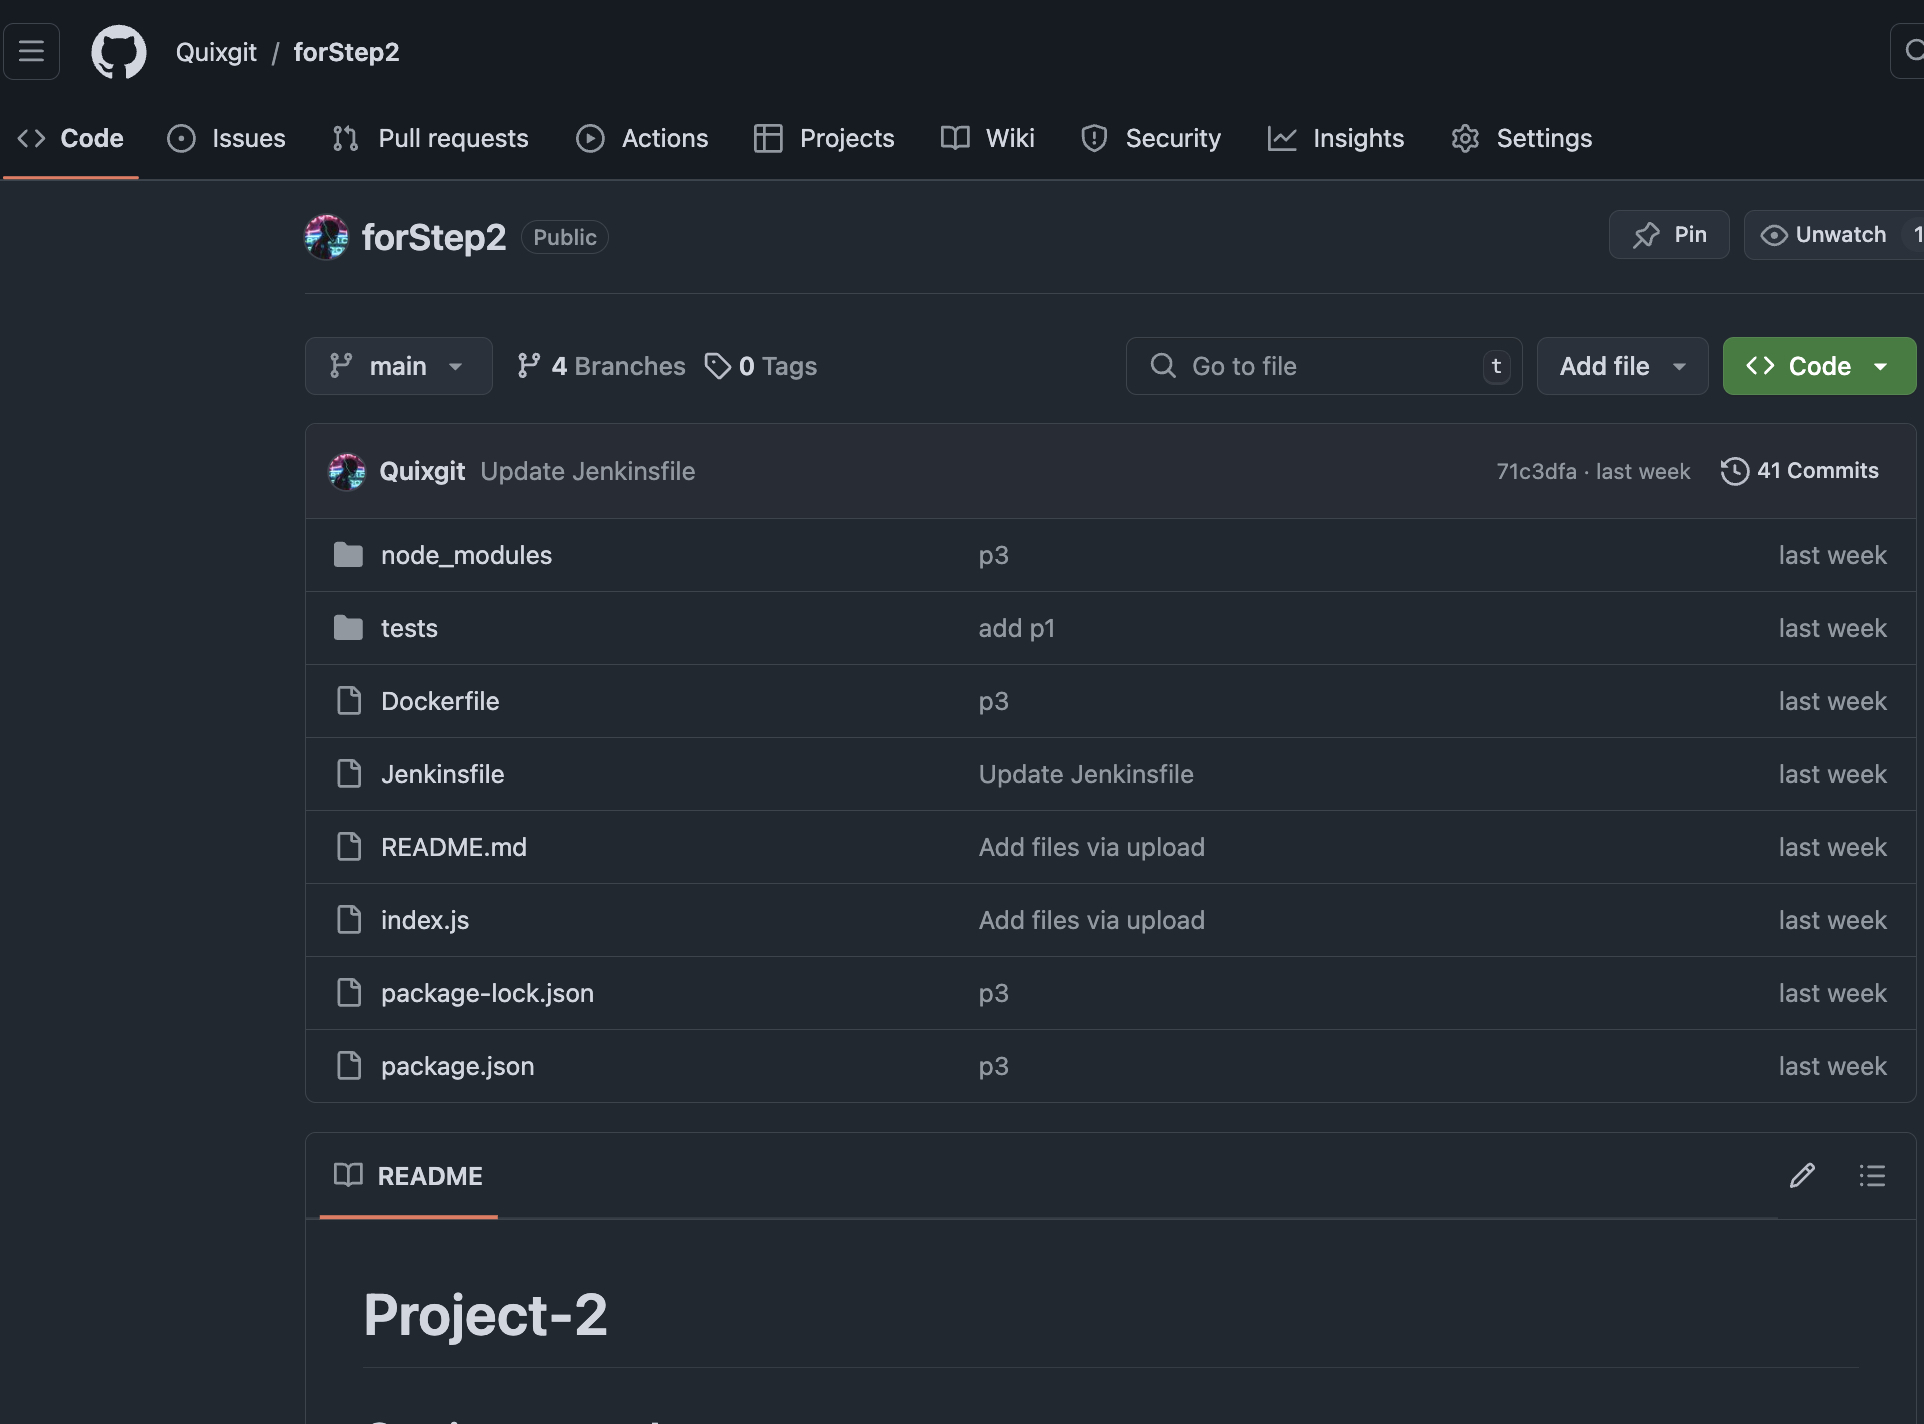 Quixgit / forStep2
Code Issues Pull requests Actions Projects Wiki Security Insights Settings
forStep2 Public Pin Unwatch 1
main 4 Branches 0 Tags Go to file t Add file Code
Quixgit Update Jenkinsfile 71c3dfa · last week 41 Commits
node_modules p3 last week
tests add p1 last week
Dockerfile p3 last week
Jenkinsfile Update Jenkinsfile last week
README.md Add files via upload last week
index.js Add files via upload last week
package-lock.json p3 last week
package.json p3 last week
README
Project-2